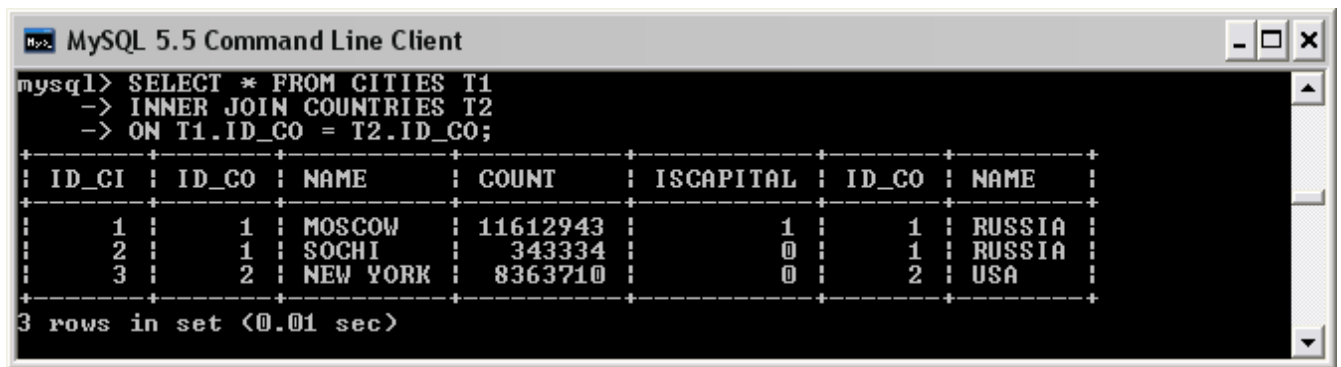 MySQL 5.5 Command Line Client
mysql> SELECT * FROM CITIES T1
    -> INNER JOIN COUNTRIES T2
    -> ON T1.ID_CO = T2.ID_CO;
+-------+-------+----------+----------+-----------+-------+--------+
| ID_CI | ID_CO | NAME     | COUNT    | ISCAPITAL | ID_CO | NAME   |
+-------+-------+----------+----------+-----------+-------+--------+
|     1 |     1 | MOSCOW   | 11612943 |         1 |     1 | RUSSIA |
|     2 |     1 | SOCHI    |   343334 |         0 |     1 | RUSSIA |
|     3 |     2 | NEW YORK |  8363710 |         0 |     2 | USA    |
+-------+-------+----------+----------+-----------+-------+--------+
3 rows in set (0.01 sec)